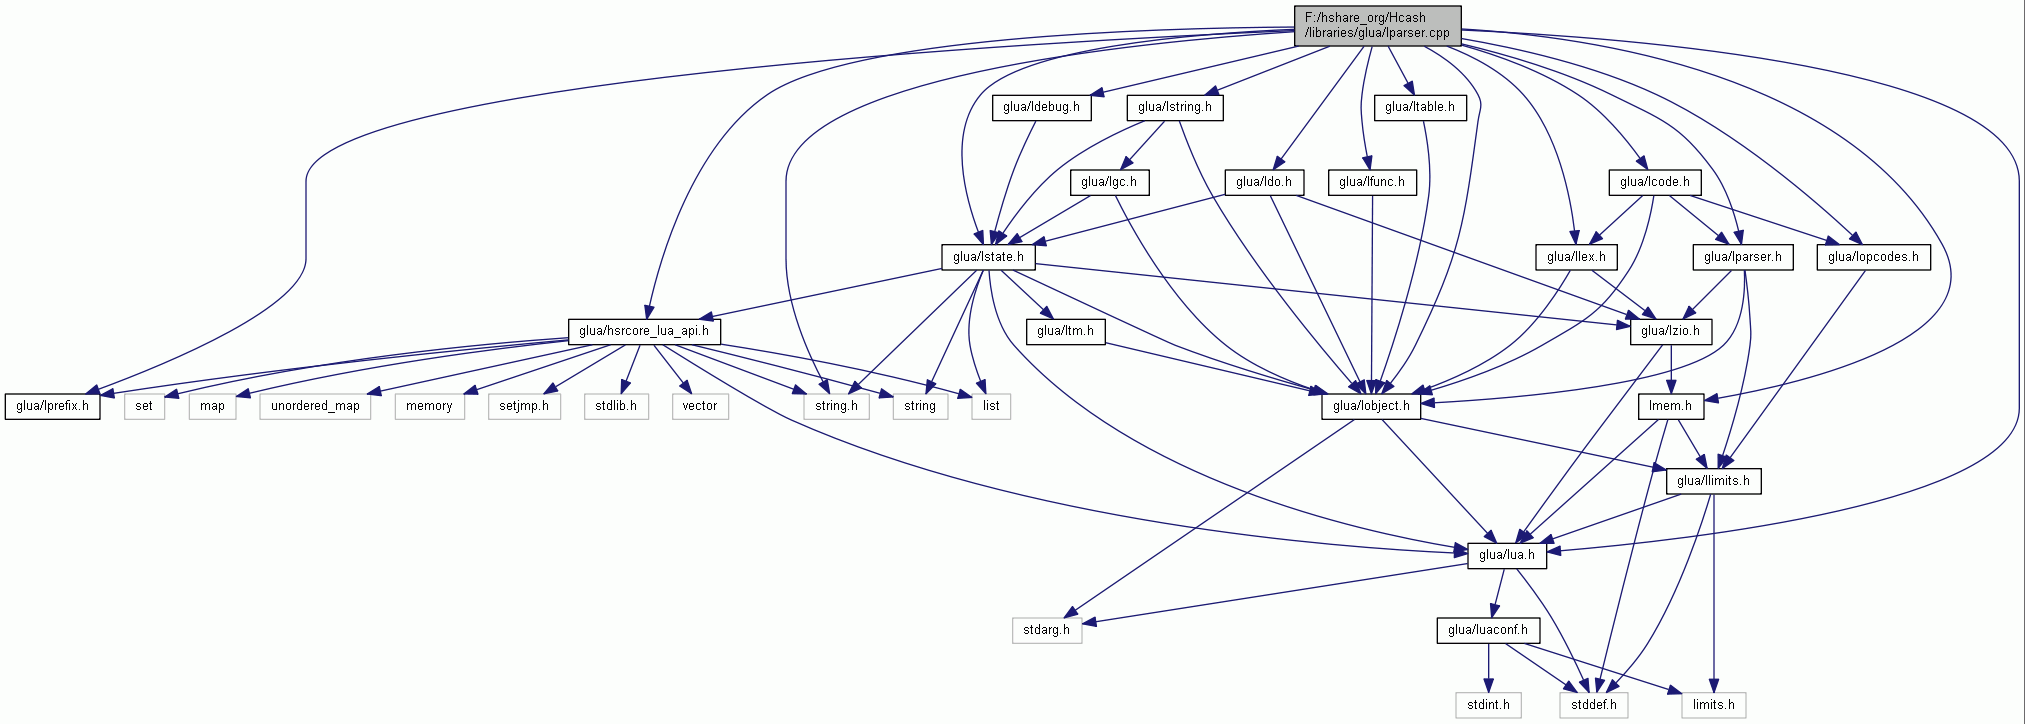 F:/hshare_org/Hcash
/libraries/glua/lparser.cpp
glua/ldebug.h
glua/lstring.h
glua/ltable.h
glua/lgc.h
glua/ldo.h
glua/lfunc.h
glua/lcode.h
glua/lstate.h
glua/llex.h
glua/lparser.h
glua/lopcodes.h
glua/hsrcore_lua_api.h
glua/ltm.h
glua/lzio.h
glua/lprefix.h
set
map
unordered_map
memory
setjmp.h
stdlib.h
vector
string.h
string
list
glua/lobject.h
lmem.h
glua/llimits.h
glua/lua.h
stdarg.h
glua/luaconf.h
stdint.h
stddef.h
limits.h